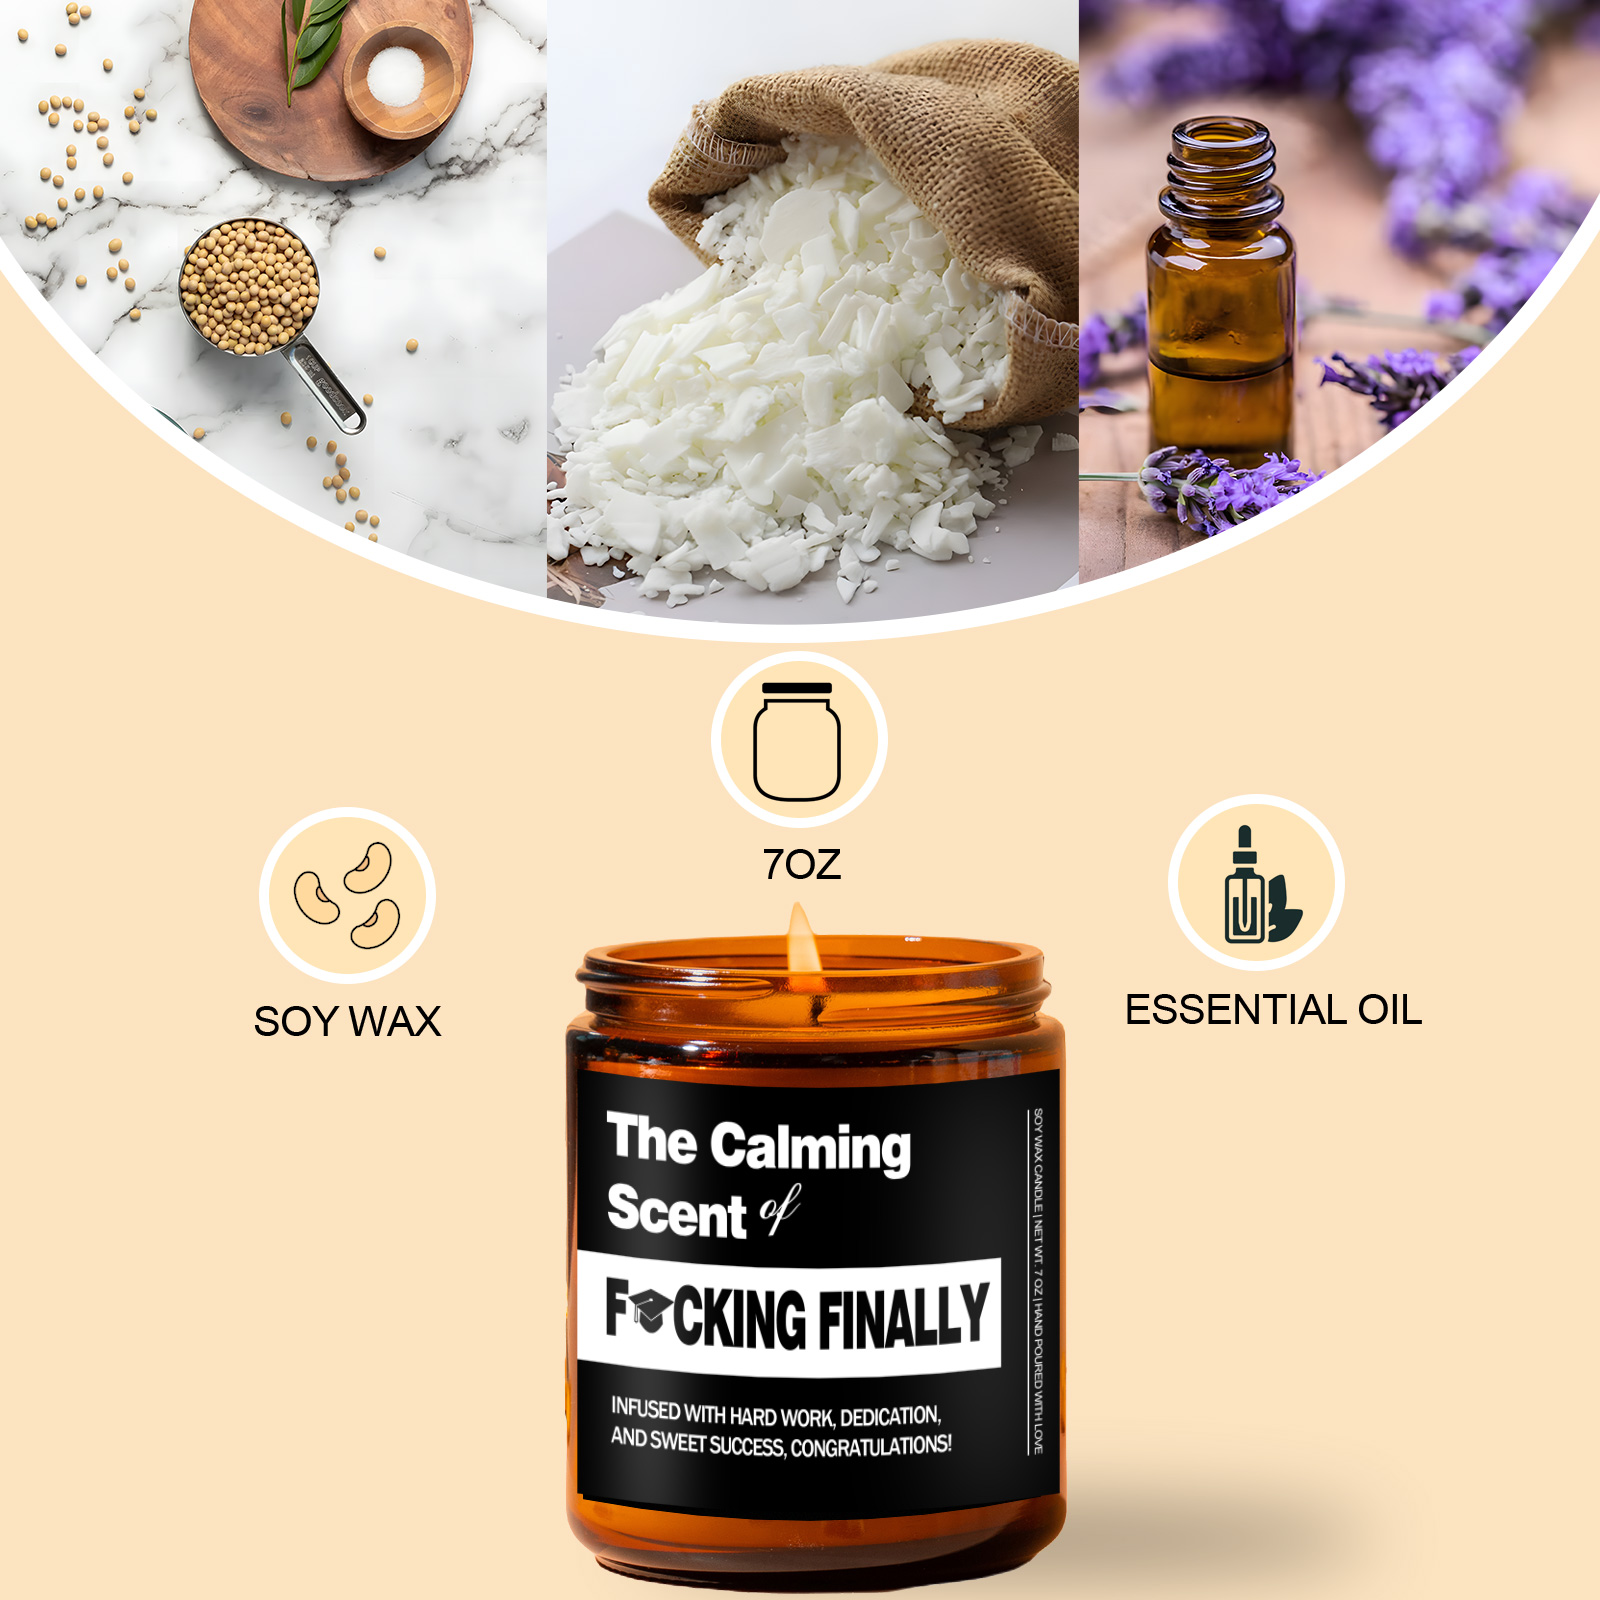 7OZ
SOY WAX
ESSENTIAL OIL
The Calming
Scent of
F CKING FINALLY
INFUSED WITH HARD WORK, DEDICATION,
AND SWEET SUCCESS, CONGRATULATIONS!
SOY WAX CANDLE | NET WT. 7 OZ | HAND POURED WITH LOVE